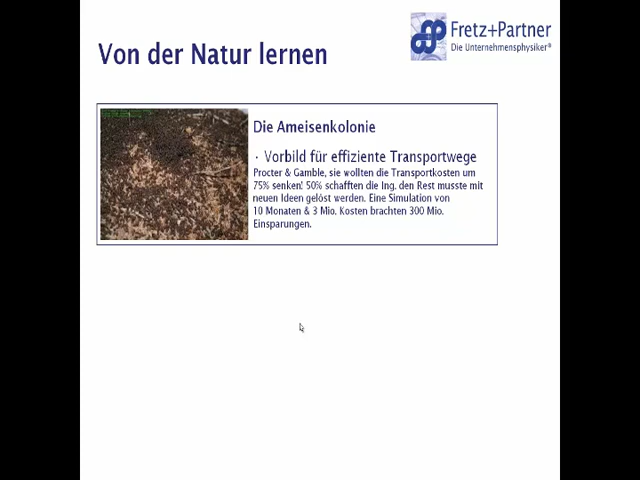 Fretz+Partner
Die Unternehmensphysiker®
Von der Natur lernen
Die Ameisenkolonie
· Vorbild für effiziente Transportwege
Procter & Gamble, sie wollten die Transportkosten um
75% senken! 50% schafften die Ing. den Rest musste mit
neuen Ideen gelöst werden. Eine Simulation von
10 Monaten & 3 Mio. Kosten brachten 300 Mio.
Einsparungen.